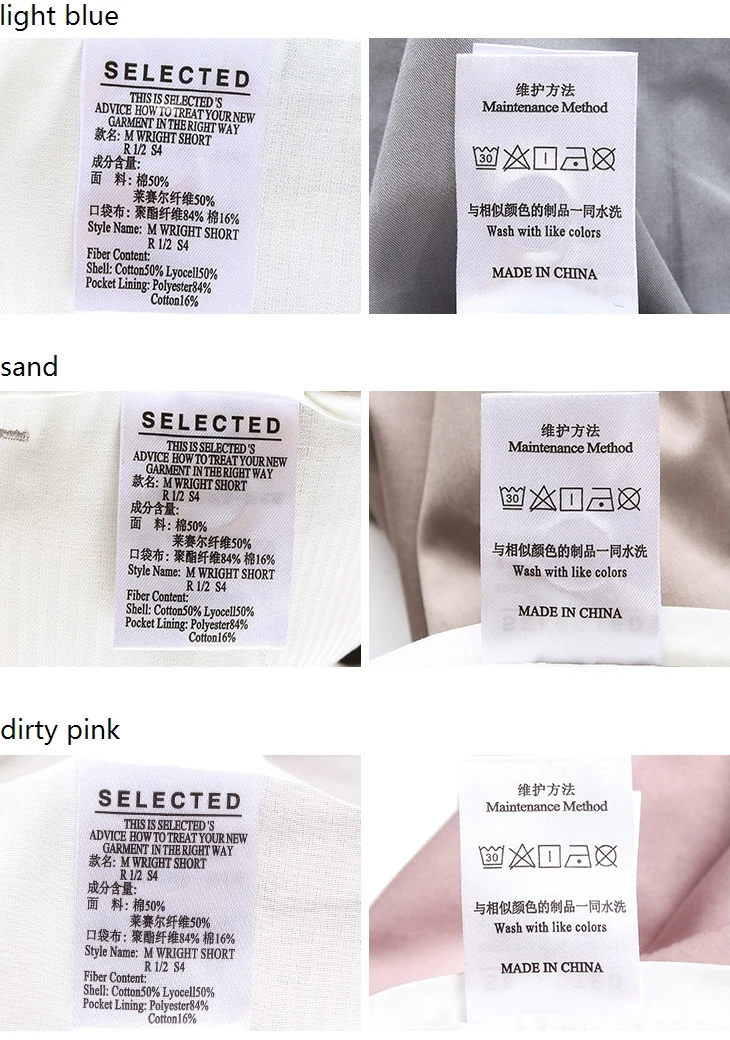 light blue
SELECTED
THIS IS SELECTED'S
ADVICE HOW TO TREAT YOUR NEW
GARMENT IN THE RIGHT WAY
款名: M WRIGHT SHORT
R 1/2 S4
成分含量:
面 料: 棉50%
莱赛尔纤维50%
口袋布: 聚酯纤维84% 棉16%
Style Name: M WRIGHT SHORT
R 1/2 S4
Fiber Content:
Shell: Cotton50% Lyocell50%
Pocket Lining: Polyester84%
Cotton16%
维护方法
Maintenance Method
30
与相似颜色的制品一同水洗
Wash with like colors
MADE IN CHINA
sand
SELECTED
THIS IS SELECTED'S
ADVICE HOW TO TREAT YOUR NEW
GARMENT IN THE RIGHT WAY
款名: M WRIGHT SHORT
R 1/2 S4
成分含量:
面 料: 棉50%
莱赛尔纤维50%
口袋布: 聚酯纤维84% 棉16%
Style Name: M WRIGHT SHORT
R 1/2 S4
Fiber Content:
Shell: Cotton50% Lyocell50%
Pocket Lining: Polyester84%
Cotton16%
维护方法
Maintenance Method
30
与相似颜色的制品一同水洗
Wash with like colors
MADE IN CHINA
dirty pink
SELECTED
THIS IS SELECTED'S
ADVICE HOW TO TREAT YOUR NEW
GARMENT IN THE RIGHT WAY
款名: M WRIGHT SHORT
R 1/2 S4
成分含量:
面 料: 棉50%
莱赛尔纤维50%
口袋布: 聚酯纤维84% 棉16%
Style Name: M WRIGHT SHORT
R 1/2 S4
Fiber Content:
Shell: Cotton50% Lyocell50%
Pocket Lining: Polyester84%
Cotton16%
维护方法
Maintenance Method
30
与相似颜色的制品一同水洗
Wash with like colors
MADE IN CHINA